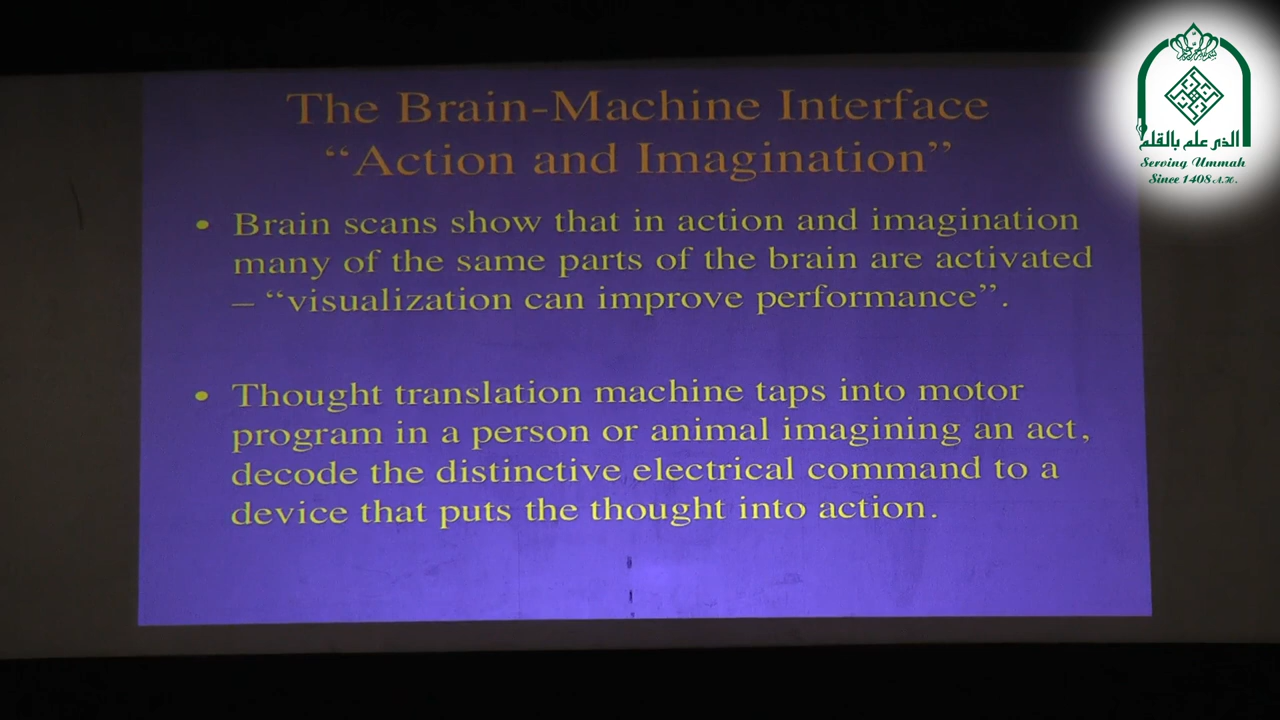 The Brain-Machine Interface
“Action and Imagination”
• Brain scans show that in action and imagination
many of the same parts of the brain are activated
– “visualization can improve performance”.
• Thought translation machine taps into motor
program in a person or animal imagining an act,
decode the distinctive electrical command to a
device that puts the thought into action.
الذى علم بالقلم
Serving Ummah
Since 1408 A.H.